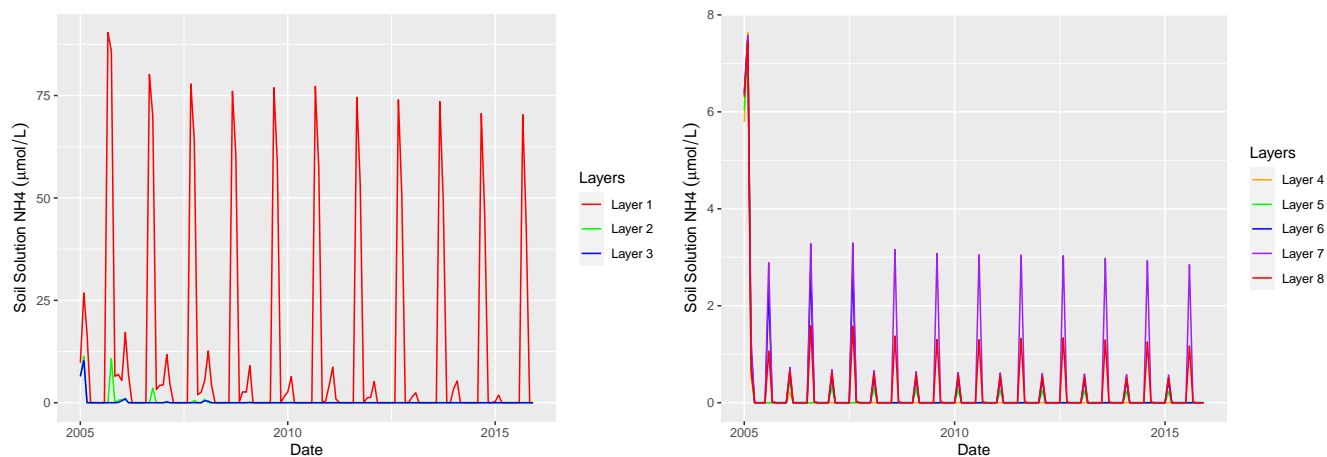 75
50
25
0
Soil Solution NH4 (μmol/L)
2005
2010
2015
Date
Layers
Layer 1
Layer 2
Layer 3
8
6
4
2
0
Soil Solution NH4 (μmol/L)
2005
2010
2015
Date
Layers
Layer 4
Layer 5
Layer 6
Layer 7
Layer 8